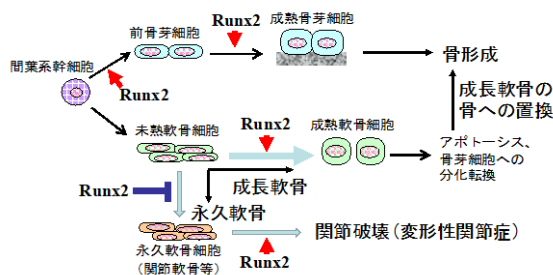 Runx2
前骨芽細胞
成熟骨芽細胞
間葉系幹細胞
Runx2
骨形成
未熟軟骨細胞
Runx2
成熟軟骨細胞
成長軟骨の
骨への置換
アポトーシス、
骨芽細胞への
分化転換
Runx2
成長軟骨
永久軟骨
永久軟骨細胞
(関節軟骨等)
関節破壊(変形性関節症)
Runx2